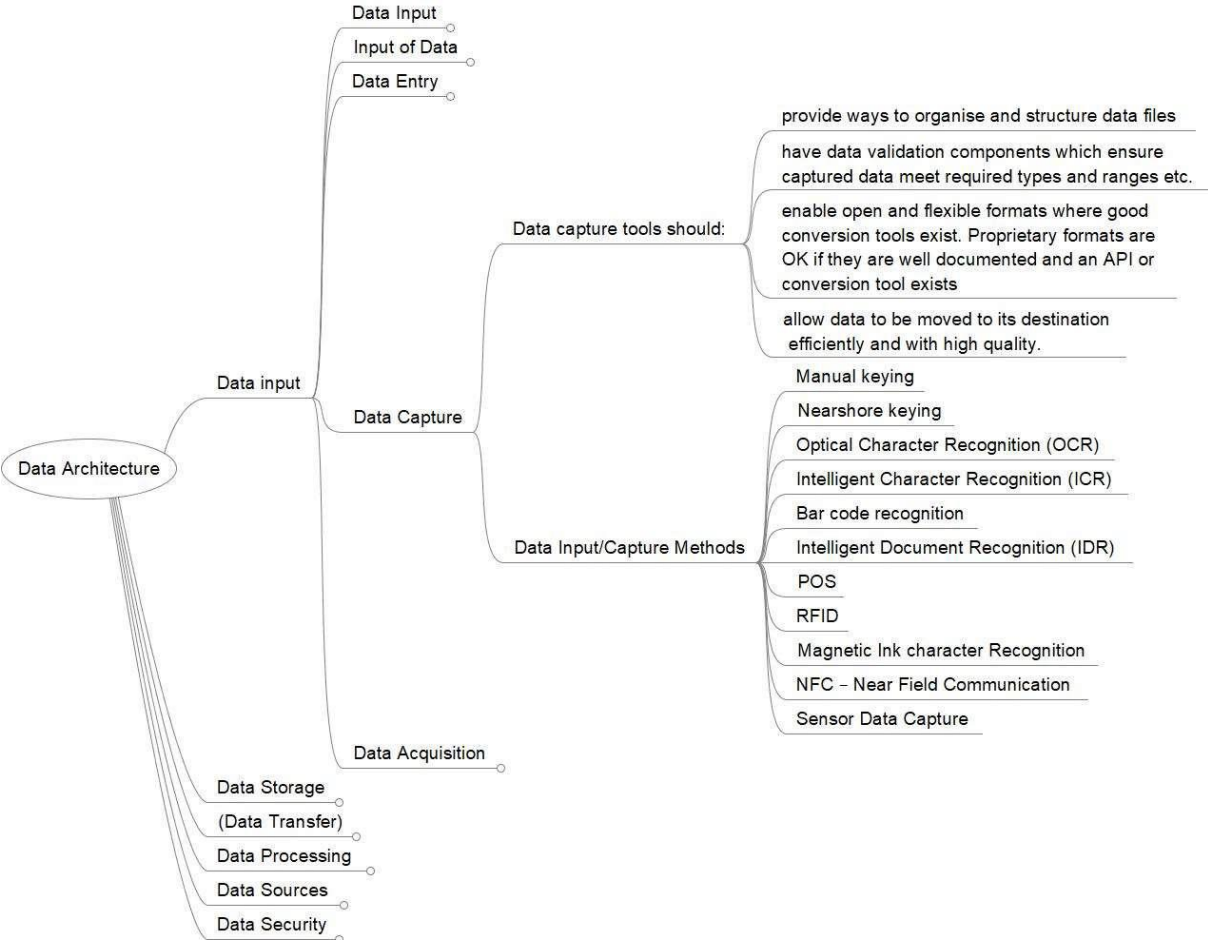 Data Input
Input of Data
Data Entry
provide ways to organise and structure data files
have data validation components which ensure
captured data meet required types and ranges etc.
enable open and flexible formats where good
conversion tools exist. Proprietary formats are
OK if they are well documented and an API or
conversion tool exists
allow data to be moved to its destination
efficiently and with high quality.
Data capture tools should:
Manual keying
Nearshore keying
Optical Character Recognition (OCR)
Intelligent Character Recognition (ICR)
Bar code recognition
Intelligent Document Recognition (IDR)
POS
RFID
Magnetic Ink character Recognition
NFC – Near Field Communication
Sensor Data Capture
Data Input/Capture Methods
Data input
Data Capture
Data Architecture
Data Acquisition
Data Storage
(Data Transfer)
Data Processing
Data Sources
Data Security